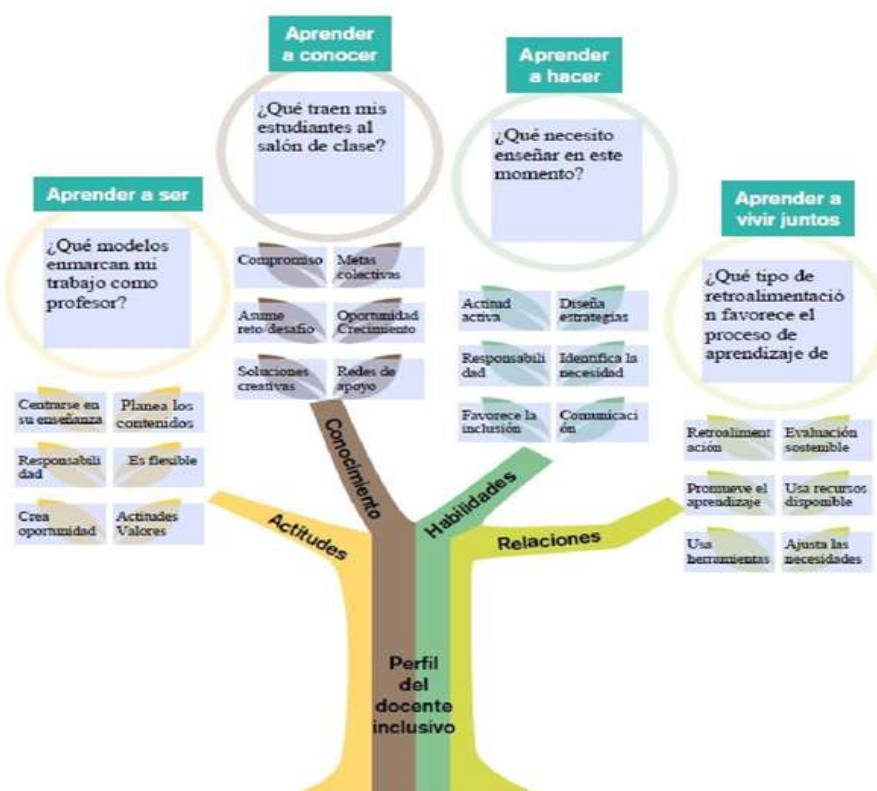 Aprender
a conocer
¿Qué traen mis
estudiantes al
salón de clase?
Aprender
a hacer
¿Qué necesito
enseñar en este
momento?
Aprender a ser
¿Qué modelos
enmarcan mi
trabajo como
profesor?
Aprender a
vivir juntos
¿Qué tipo de
retroalimentació
n favorece el
proceso de
aprendizaje de
Compromiso
Metas
colectivas
Asume
reto/desafio
Oportunidad
Crecimiento
Soluciones
creativas
Redes de
apoyo
Actitud
activa
Diseña
estrategias
Responsabili
dad
Identifica la
necesidad
Favorece la
inclusión
Comunicaci
ón
Centrarse en
su enseñanza
Planea los
contenidos
Responsabili
dad
Es flexible
Crea
oportunidad
Actitudes
Valores
Retroaliment
ación
Evaluación
sostenible
Promueve el
aprendizaje
Usa recursos
disponible
Usa
herramientas
Ajusta las
necesidades
Actitudes
Conocimiento
Habilidades
Relaciones
Perfil
del
docente
inclusivo